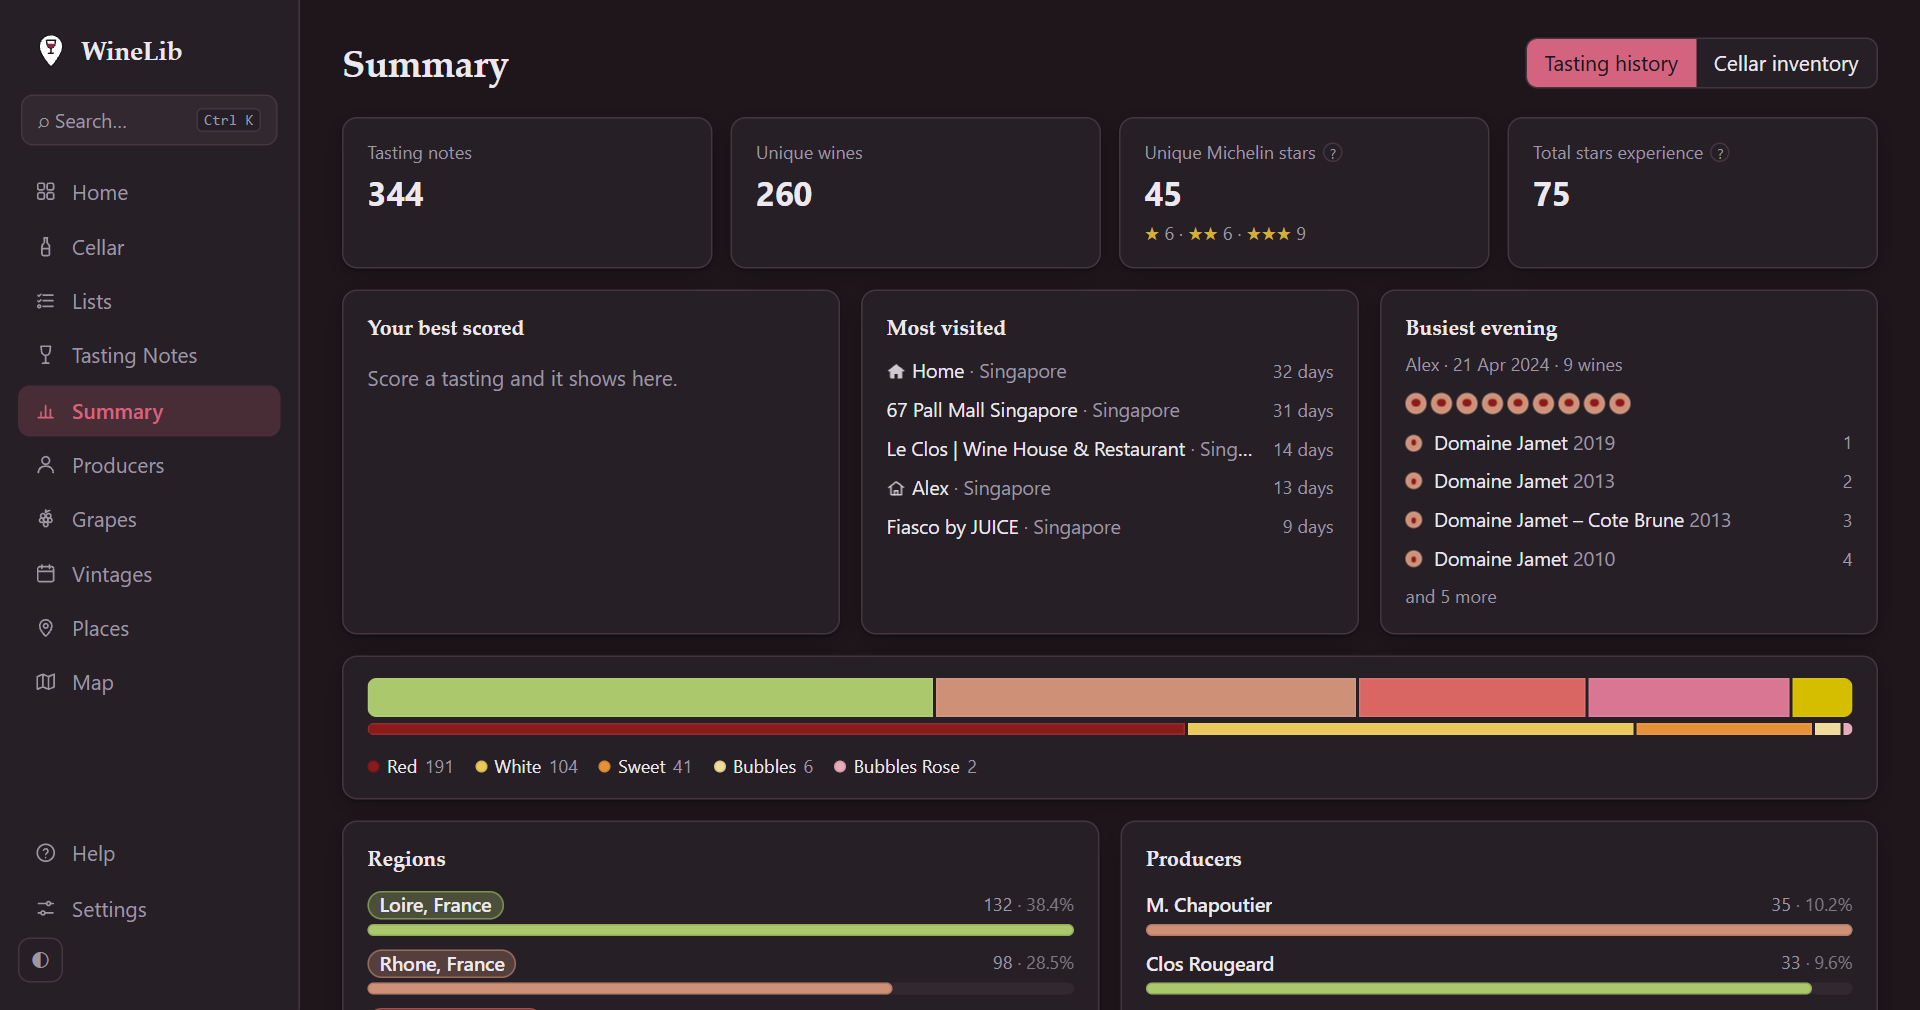 WineLib
Search... Ctrl K
Home
Cellar
Lists
Tasting Notes
Summary
Producers
Grapes
Vintages
Places
Map
Help
Settings
Summary
Tasting history Cellar inventory
Tasting notes
344
Unique wines
260
Unique Michelin stars ?
45
★ 6 · ★★ 6 · ★★★ 9
Total stars experience ?
75
Your best scored
Score a tasting and it shows here.
Most visited
Home · Singapore 32 days
67 Pall Mall Singapore · Singapore 31 days
Le Clos | Wine House & Restaurant · Sing... 14 days
Alex · Singapore 13 days
Fiasco by JUICE · Singapore 9 days
Busiest evening
Alex · 21 Apr 2024 · 9 wines
Domaine Jamet 2019 1
Domaine Jamet 2013 2
Domaine Jamet – Cote Brune 2013 3
Domaine Jamet 2010 4
and 5 more
Red 191 White 104 Sweet 41 Bubbles 6 Bubbles Rose 2
Regions
Loire, France 132 · 38.4%
Rhone, France 98 · 28.5%
Producers
M. Chapoutier 35 · 10.2%
Clos Rougeard 33 · 9.6%